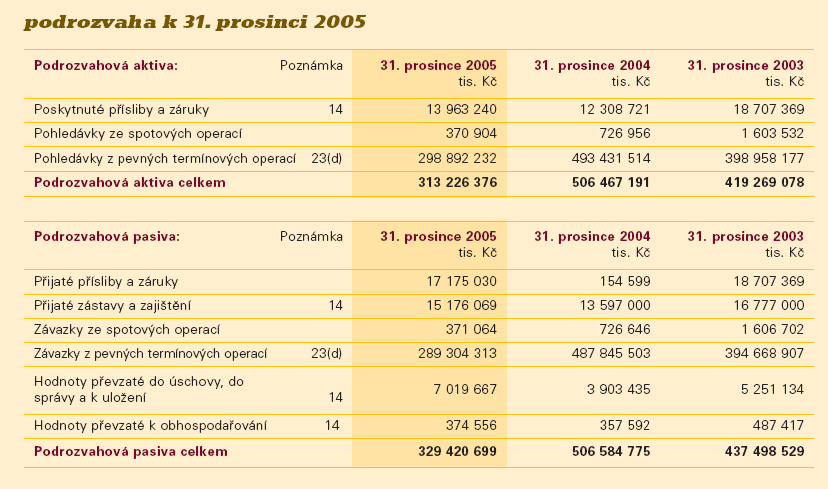 podrozvaha k 31. prosinci 2005
Podrozvahová aktiva: Poznámka 31. prosince 2005 31. prosince 2004 31. prosince 2003
tis. Kč tis. Kč tis. Kč
Poskytnuté přísliby a záruky 14 13 963 240 12 308 721 18 707 369
Pohledávky ze spotových operací 370 904 726 956 1 603 532
Pohledávky z pevných termínových operací 23(d) 298 892 232 493 431 514 398 958 177
Podrozvahová aktiva celkem 313 226 376 506 467 191 419 269 078
Podrozvahová pasiva: Poznámka 31. prosince 2005 31. prosince 2004 31. prosince 2003
tis. Kč tis. Kč tis. Kč
Přijaté přísliby a záruky 17 175 030 154 599 18 707 369
Přijaté zástavy a zajištění 14 15 176 069 13 597 000 16 777 000
Závazky ze spotových operací 371 064 726 646 1 606 702
Závazky z pevných termínových operací 23(d) 289 304 313 487 845 503 394 668 907
Hodnoty převzaté do úschovy, do
správy a k uložení 14 7 019 667 3 903 435 5 251 134
Hodnoty převzaté k obhospodařování 14 374 556 357 592 487 417
Podrozvahová pasiva celkem 329 420 699 506 584 775 437 498 529